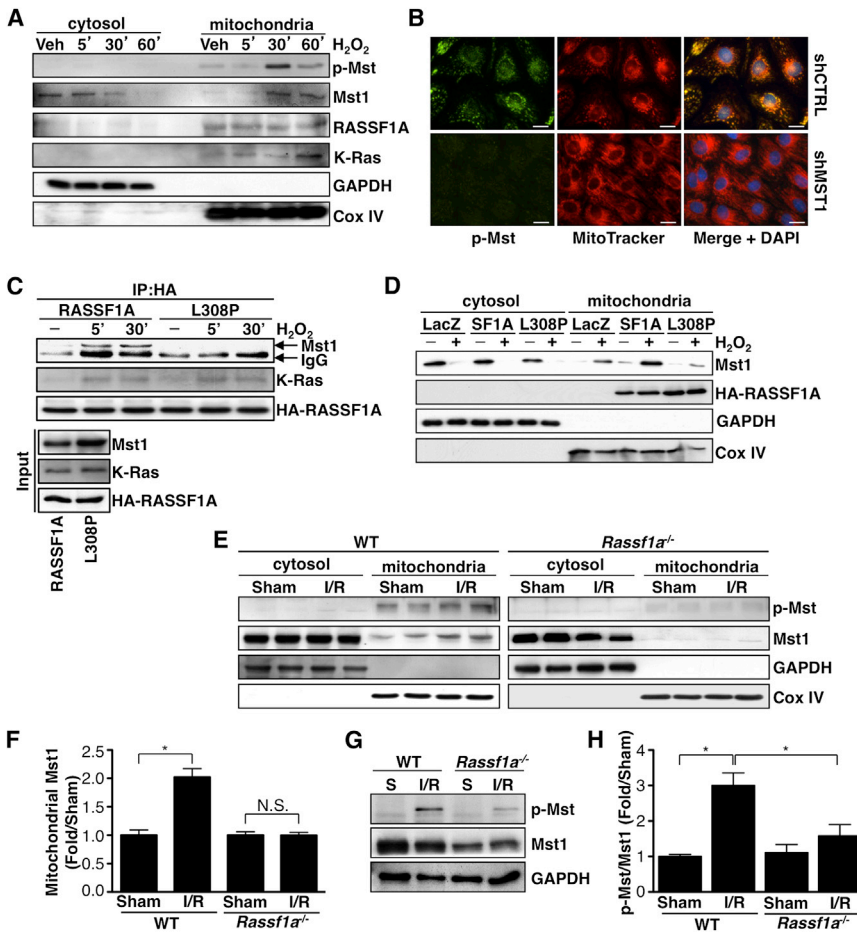 A
cytosol mitochondria
Veh 5’ 30’ 60’ Veh 5’ 30’ 60’ H₂O₂
p-Mst
Mst1
RASSF1A
K-Ras
GAPDH
Cox IV
B
shCTRL
shMST1
p-Mst MitoTracker Merge + DAPI
C
IP:HA
RASSF1A L308P
– 5’ 30’ – 5’ 30’ H₂O₂
Mst1
IgG
K-Ras
HA-RASSF1A
Input
Mst1
K-Ras
HA-RASSF1A
RASSF1A
L308P
D
cytosol mitochondria
LacZ SF1A L308P LacZ SF1A L308P
– + – + – + – + – + – + H₂O₂
Mst1
HA-RASSF1A
GAPDH
Cox IV
E
WT Rassf1a-/-
cytosol mitochondria cytosol mitochondria
Sham I/R Sham I/R Sham I/R Sham I/R
p-Mst
Mst1
GAPDH
Cox IV
F
Mitochondrial Mst1
(Fold/Sham)
2.5
2.0
1.5
1.0
0.5
0.0
*
N.S.
Sham I/R Sham I/R
WT Rassf1a-/-
G
WT Rassf1a-/-
S I/R S I/R
p-Mst
Mst1
GAPDH
H
p-Mst/Mst1 (Fold/Sham)
4
3
2
1
0
* *
Sham I/R Sham I/R
WT Rassf1a-/-